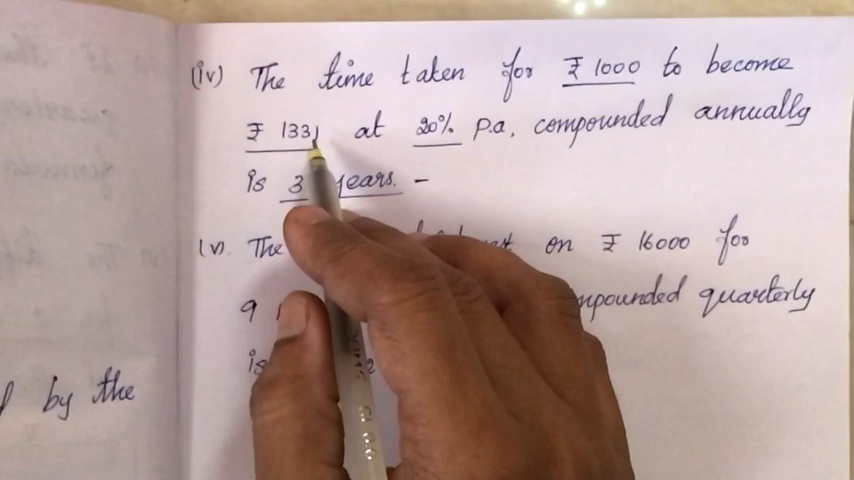 (iv) The time taken for ₹ 1000 to become
₹ 1331 at 20% p.a. compounded annually
is 3 years. -
(v). The on ₹ 16000 for
9 compounded quarterly
is
by the